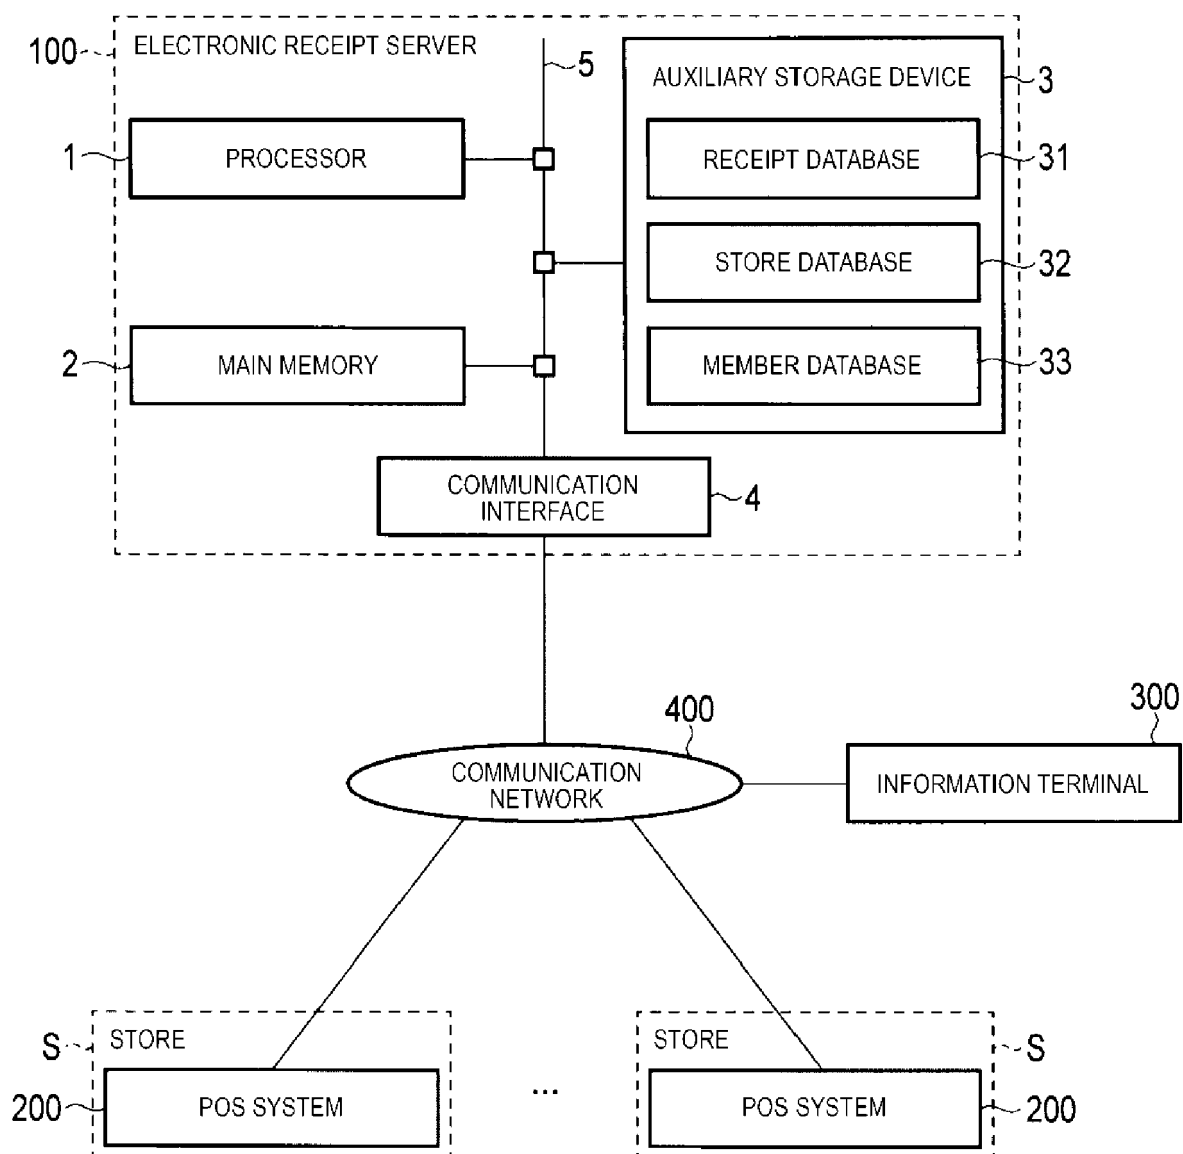 100
ELECTRONIC RECEIPT SERVER
5
AUXILIARY STORAGE DEVICE
3
1
PROCESSOR
RECEIPT DATABASE
31
STORE DATABASE
32
2
MAIN MEMORY
MEMBER DATABASE
33
COMMUNICATION
INTERFACE
4
400
300
COMMUNICATION
NETWORK
INFORMATION TERMINAL
S
STORE
STORE
S
200
POS SYSTEM
...
POS SYSTEM
200